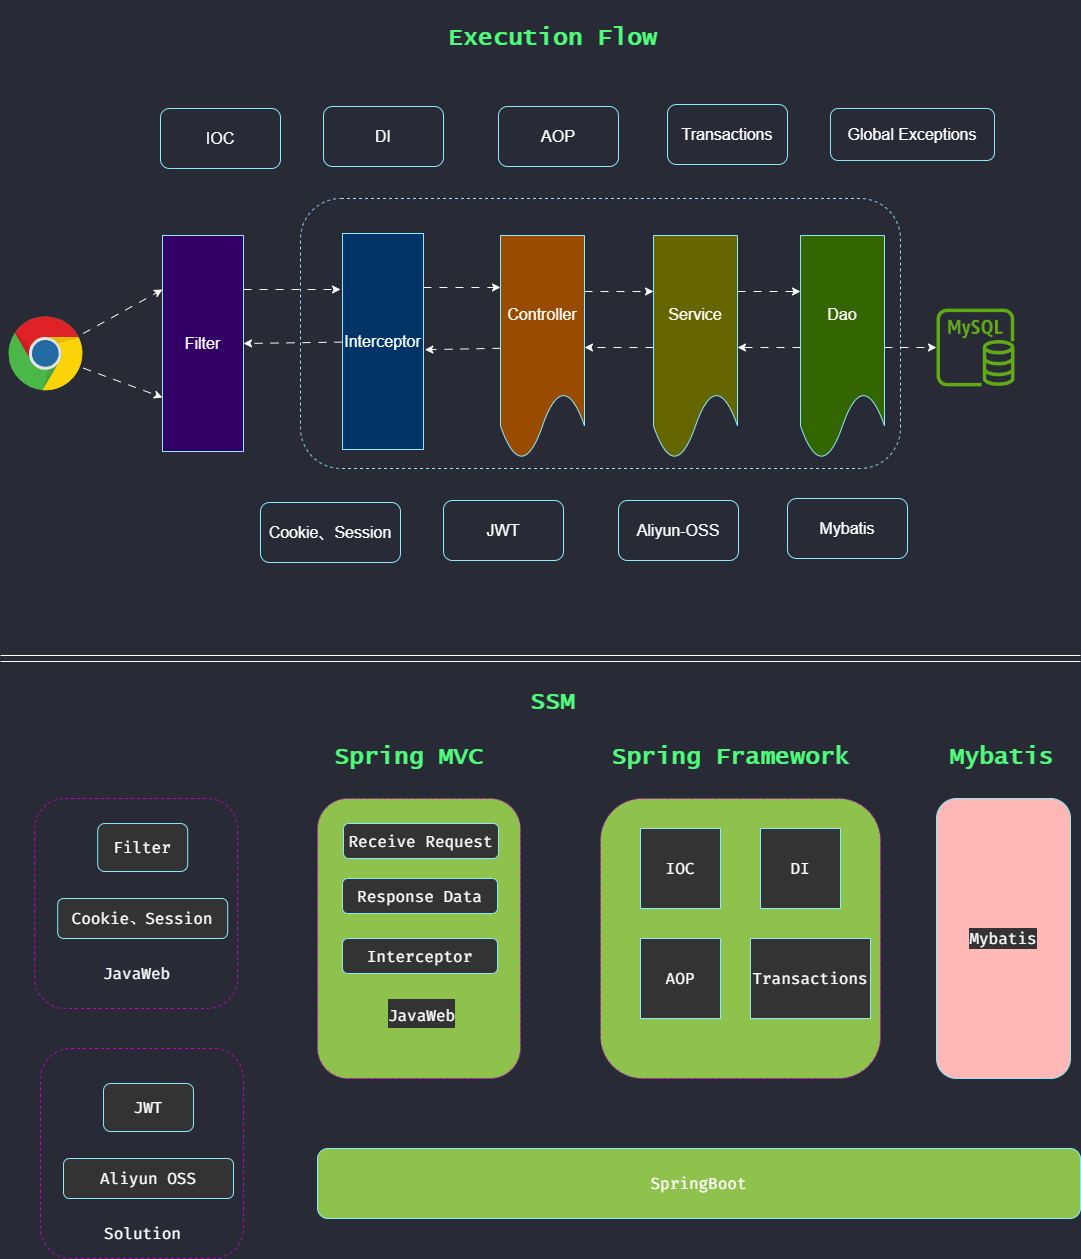 Execution Flow
IOC
DI
AOP
Transactions
Global Exceptions
Filter
Interceptor
Controller
Service
Dao
MySQL
Cookie、Session
JWT
Aliyun-OSS
Mybatis
SSM
Spring MVC
Spring Framework
Mybatis
Filter
Cookie、Session
JavaWeb
Receive Request
Response Data
Interceptor
JavaWeb
IOC
DI
AOP
Transactions
Mybatis
JWT
Aliyun OSS
Solution
SpringBoot